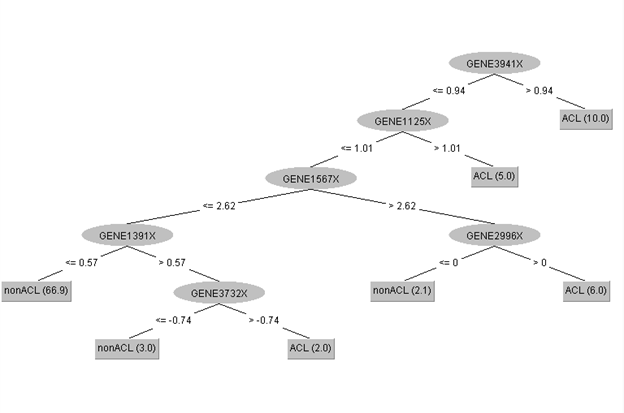 GENE3941X
<= 0.94 > 0.94
GENE1125X ACL (10.0)
<= 1.01 > 1.01
GENE1567X ACL (5.0)
<= 2.62 > 2.62
GENE1391X GENE2996X
<= 0.57 > 0.57 <= 0 > 0
nonACL (66.9) GENE3732X nonACL (2.1) ACL (6.0)
<= -0.74 > -0.74
nonACL (3.0) ACL (2.0)